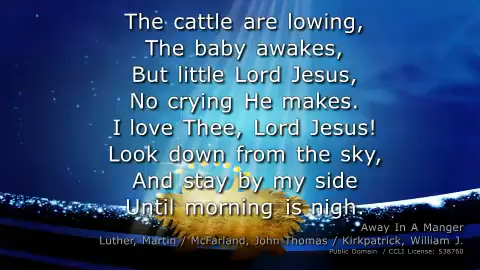 The cattle are lowing,
The baby awakes,
But little Lord Jesus,
No crying He makes.
I love Thee, Lord Jesus!
Look down from the sky,
And stay by my side
Until morning is nigh.
Away In A Manger
Luther, Martin / McFarland, John Thomas / Kirkpatrick, William J.
Public Domain / CCLI License: 538760